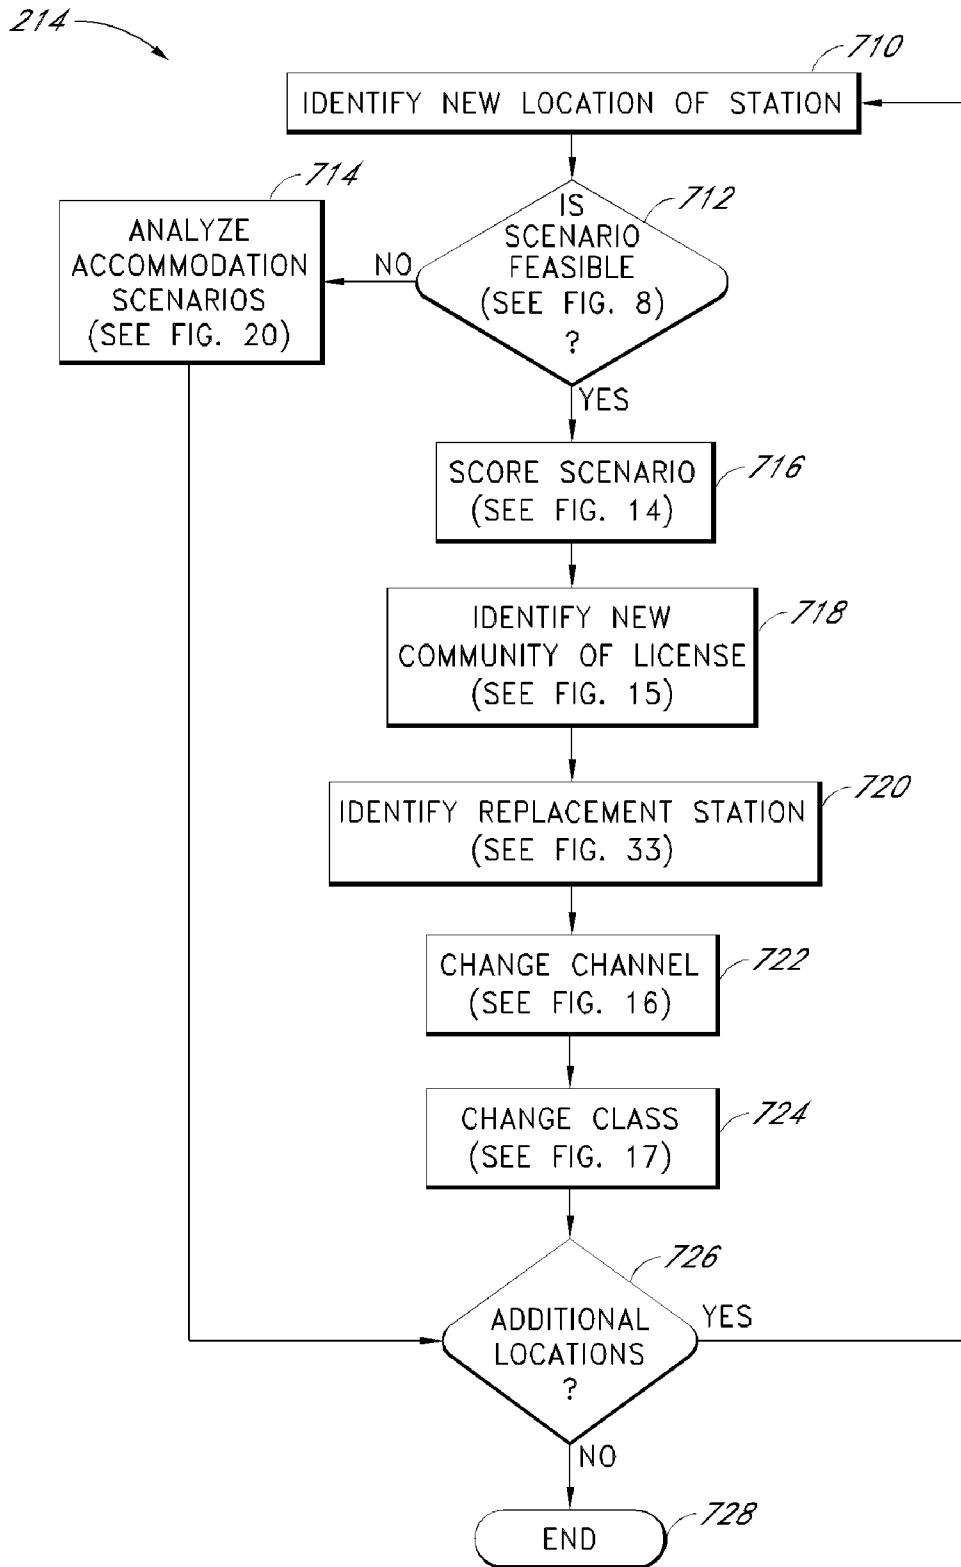 214
710
IDENTIFY NEW LOCATION OF STATION
714
ANALYZE
ACCOMMODATION
SCENARIOS
(SEE FIG. 20)
NO
712
IS
SCENARIO
FEASIBLE
(SEE FIG. 8)
?
YES
716
SCORE SCENARIO
(SEE FIG. 14)
718
IDENTIFY NEW
COMMUNITY OF LICENSE
(SEE FIG. 15)
720
IDENTIFY REPLACEMENT STATION
(SEE FIG. 33)
722
CHANGE CHANNEL
(SEE FIG. 16)
724
CHANGE CLASS
(SEE FIG. 17)
726
ADDITIONAL
LOCATIONS
?
YES
NO
728
END